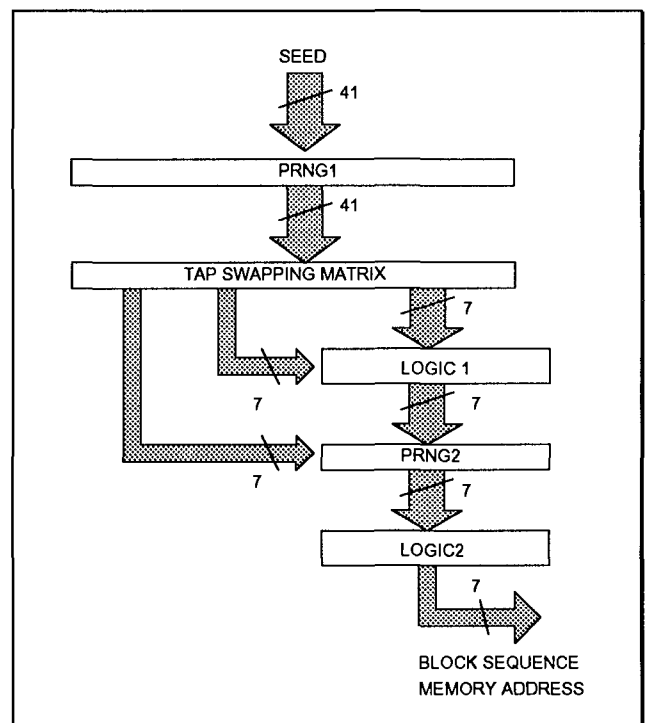 SEED
41
PRNG1
41
TAP SWAPPING MATRIX
7
LOGIC 1
7
7
PRNG2
7
7
LOGIC2
7
BLOCK SEQUENCE
MEMORY ADDRESS